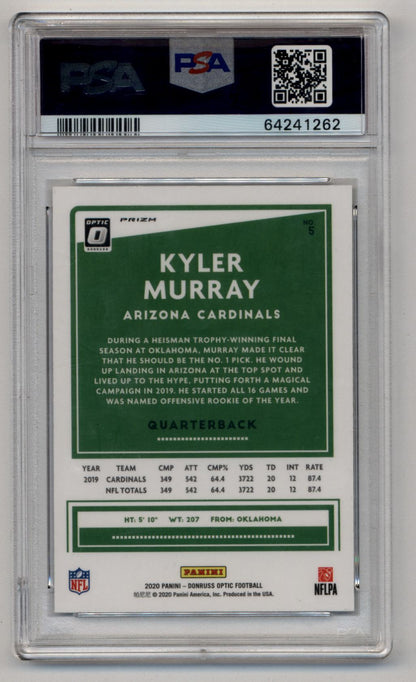 PSA
PSA
64241262
OPTIC
DONRUSS
PRIZM
NO.
5
KYLER
MURRAY
ARIZONA CARDINALS
DURING A HEISMAN TROPHY-WINNING FINAL
SEASON AT OKLAHOMA, MURRAY MADE IT CLEAR
THAT HE SHOULD BE THE NO. 1 PICK. HE WOUND
UP LANDING IN ARIZONA AT THE TOP SPOT AND
LIVED UP TO THE HYPE, PUTTING FORTH A MAGICAL
CAMPAIGN IN 2019. HE STARTED ALL 16 GAMES AND
WAS NAMED OFFENSIVE ROOKIE OF THE YEAR.
QUARTERBACK
YEAR TEAM CMP ATT CMP% YDS TD INT RATE
2019 CARDINALS 349 542 64.4 3722 20 12 87.4
NFL TOTALS 349 542 64.4 3722 20 12 87.4
HT: 5' 10" WT: 207 FROM: OKLAHOMA
NFL
PANINI
2020 PANINI - DONRUSS OPTIC FOOTBALL
帕尼尼 © 2020 Panini America, Inc. Produced in the USA.
NFLPA
PSA